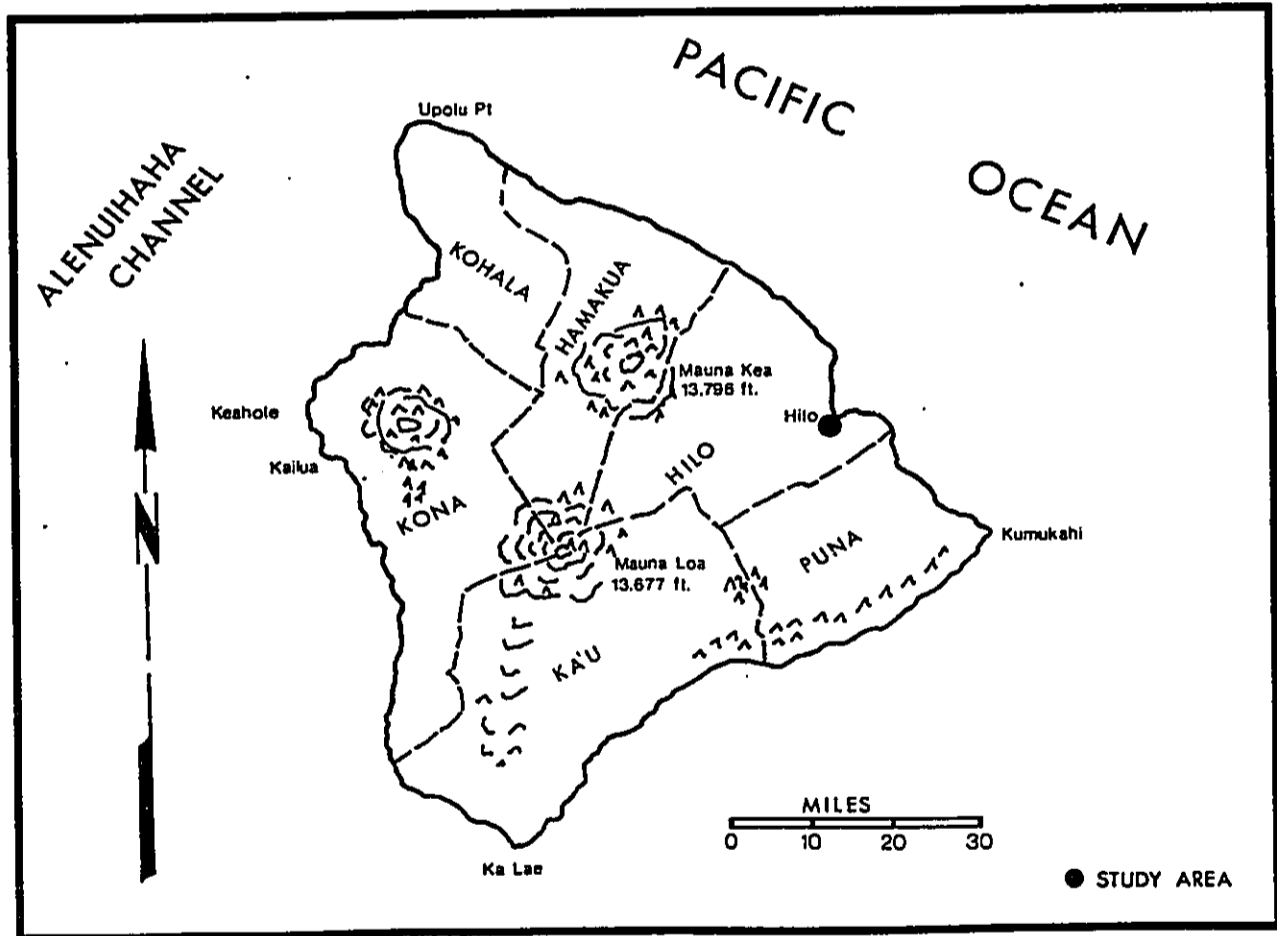 PACIFIC
OCEAN
Upolu Pt
ALENUIHAHA
CHANNEL
KOHALA
HAMAKUA
Mauna Kea
13.796 ft.
Keahole
Hilo
Kailua
HILO
KONA
N
Kumukahi
PUNA
Mauna Loa
13.677 ft.
KA'U
MILES
0 10 20 30
Ka Lae
STUDY AREA